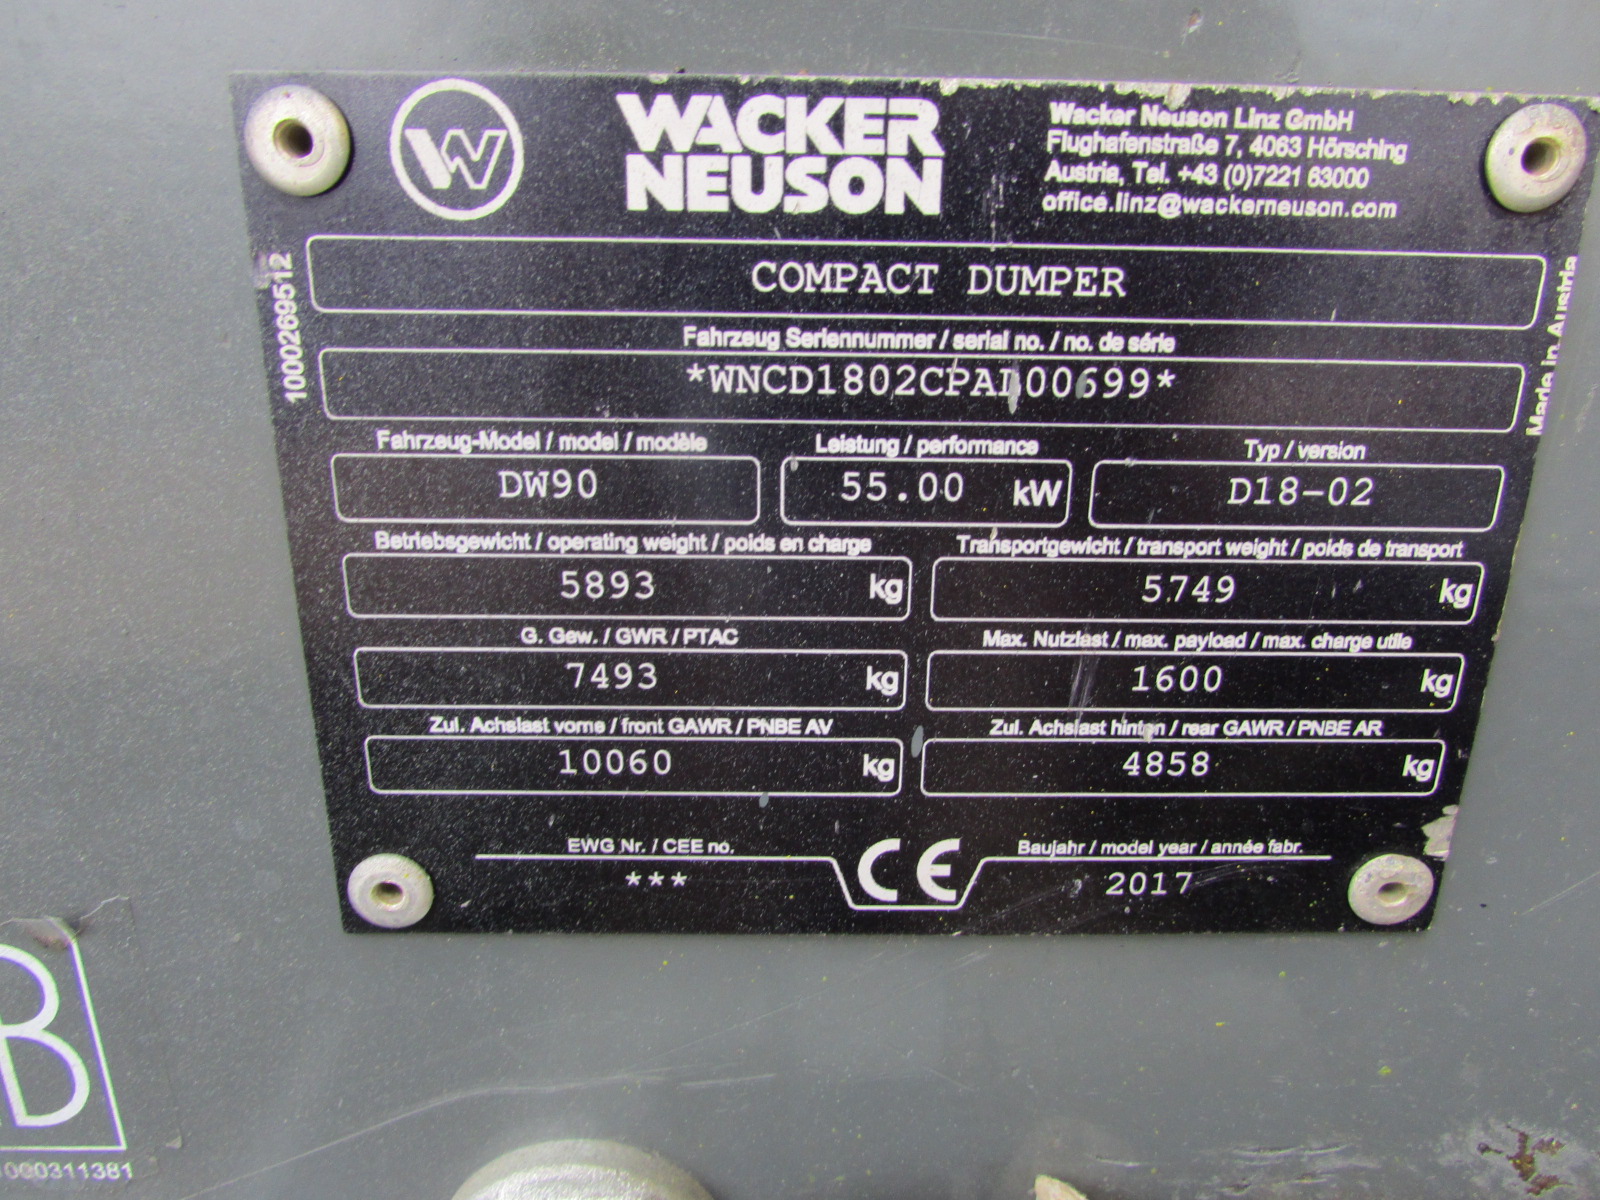 WACKER
NEUSON
Wacker Neuson Linz GmbH
Flughafenstraße 7, 4063 Hörsching
Austria, Tel. +43 (0)7221 63000
office.linz@wackerneuson.com
1000269512
COMPACT DUMPER
Made in Austria
Fahrzeug Seriennummer / serial no. / no. de série
*WNCD1802CPAL00699*
Fahrzeug-Model / model / modèle
DW90
Leistung / performance
55.00 kW
Typ / version
D18-02
Betriebsgewicht / operating weight / poids en charge
5893 kg
Transportgewicht / transport weight / poids de transport
5749 kg
G. Gew. / GWR / PTAC
7493 kg
Max. Nutzlast / max. payload / max. charge utile
1600 kg
Zul. Achslast vorne / front GAWR / PNBE AV
10060 kg
Zul. Achslast hinten / rear GAWR / PNBE AR
4858 kg
EWG Nr. / CEE no.
***
CE
Baujahr / model year / année fabr.
2017
B
1000311381